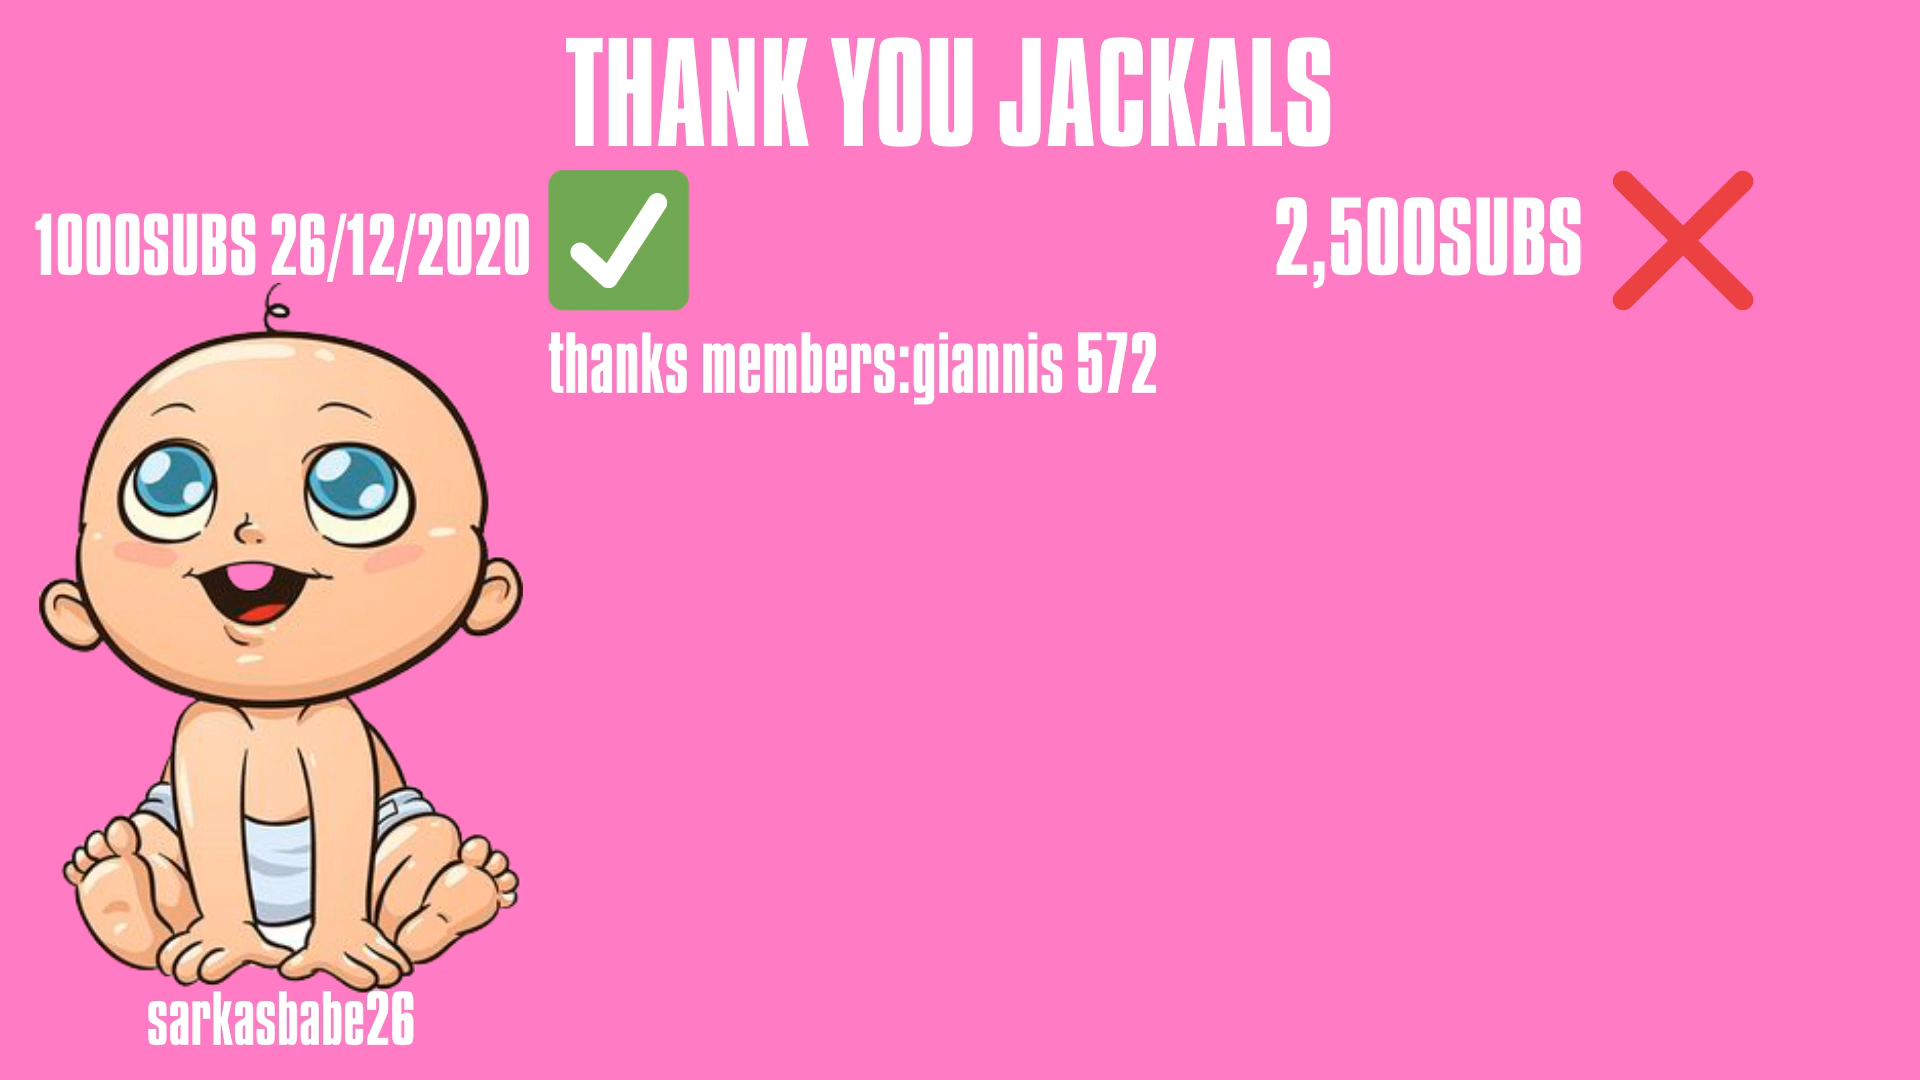 THANK YOU JACKALS
1000SUBS 26/12/2020
2,500SUBS
thanks members:giannis 572
sarkasbabe26